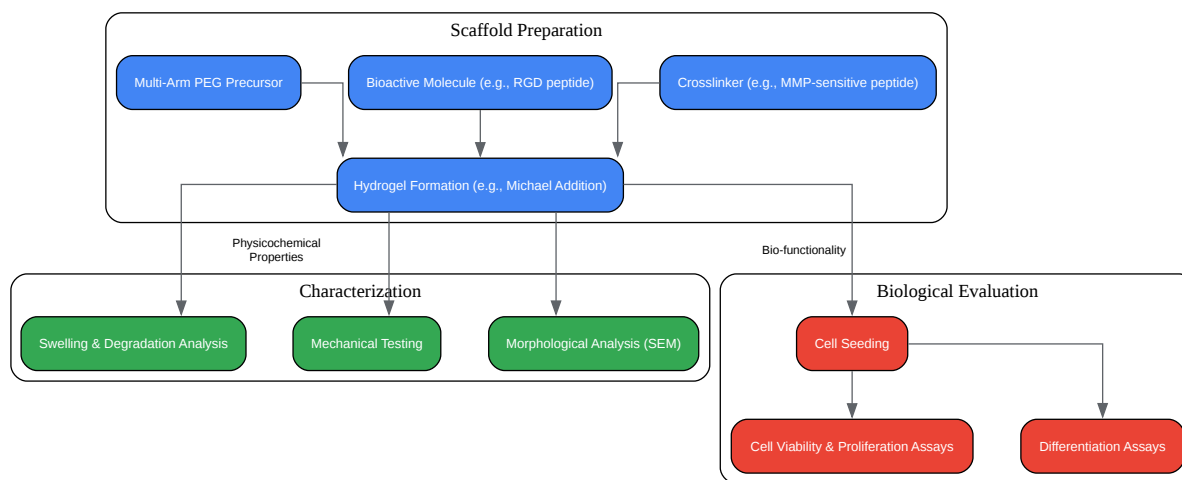 Scaffold Preparation
Multi-Arm PEG Precursor
Bioactive Molecule (e.g., RGD peptide)
Crosslinker (e.g., MMP-sensitive peptide)
Hydrogel Formation (e.g., Michael Addition)
Physicochemical
Properties
Bio-functionality
Characterization
Swelling & Degradation Analysis
Mechanical Testing
Morphological Analysis (SEM)
Biological Evaluation
Cell Seeding
Cell Viability & Proliferation Assays
Differentiation Assays